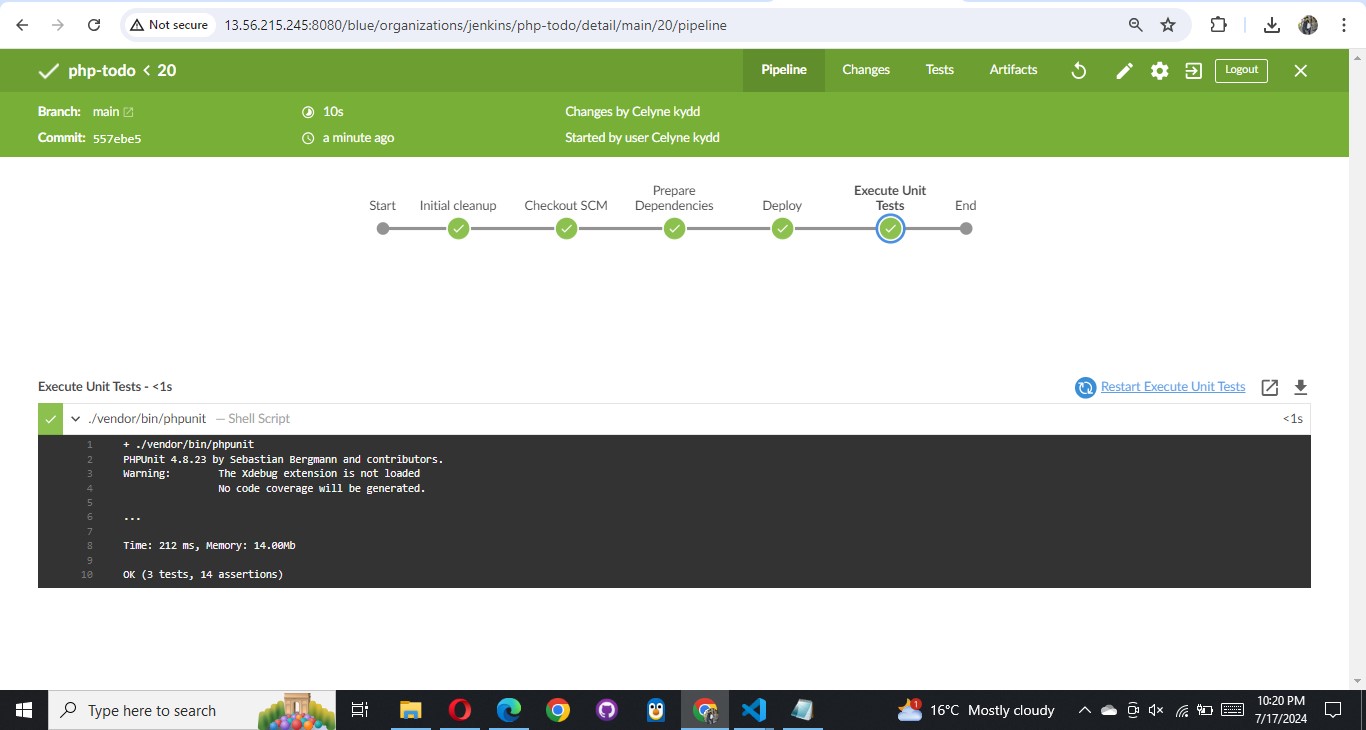 Not secure 13.56.215.245:8080/blue/organizations/jenkins/php-todo/detail/main/20/pipeline
php-todo < 20 Pipeline Changes Tests Artifacts Logout
Branch: main 10s Changes by Celyne kydd
Commit: 557ebe5 a minute ago Started by user Celyne kydd
Start Initial cleanup Checkout SCM Prepare Dependencies Deploy Execute Unit Tests End
Execute Unit Tests - <1s Restart Execute Unit Tests
./vendor/bin/phpunit — Shell Script <1s
1 + ./vendor/bin/phpunit
2 PHPUnit 4.8.23 by Sebastian Bergmann and contributors.
3 Warning: The Xdebug extension is not loaded
4 No code coverage will be generated.
5
6 ...
7
8 Time: 212 ms, Memory: 14.00Mb
9
10 OK (3 tests, 14 assertions)
Type here to search 1 16°C Mostly cloudy 10:20 PM
7/17/2024